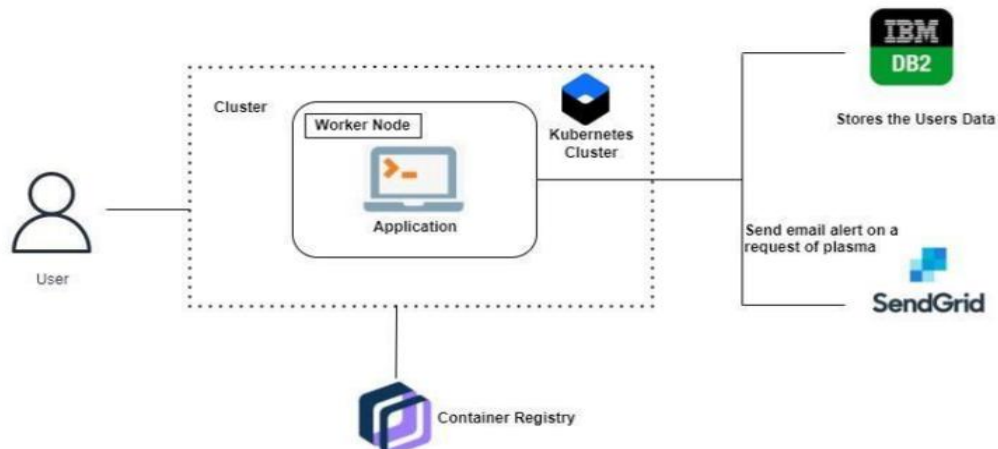 IBM
DB2
Stores the Users Data
Cluster
Worker Node
Kubernetes
Cluster
Application
User
Send email alert on a
request of plasma
SendGrid
Container Registry